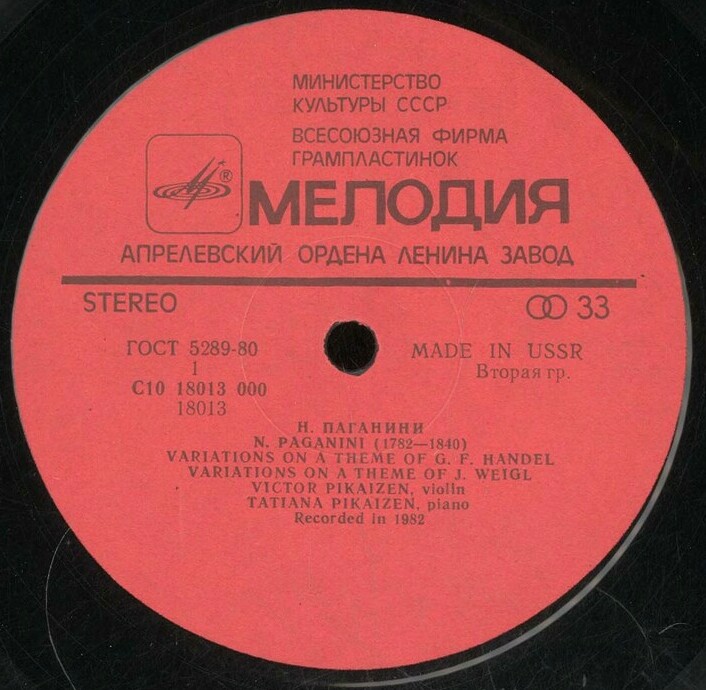 МИНИСТЕРСТВО
КУЛЬТУРЫ СССР
ВСЕСОЮЗНАЯ ФИРМА
ГРАМПЛАСТИНОК
®
МЕЛОДИЯ
АПРЕЛЕВСКИЙ ОРДЕНА ЛЕНИНА ЗАВОД
STEREO
33
ГОСТ 5289-80
MADE IN USSR
1
Вторая гр.
С10 18013 000
18013
Н. ПАГАНИНИ
N. PAGANINI (1782—1840)
VARIATIONS ON A THEME OF G. F. HANDEL
VARIATIONS ON A THEME OF J. WEIGL
VICTOR PIKAIZEN, violin
TATIANA PIKAIZEN, piano
Recorded in 1982